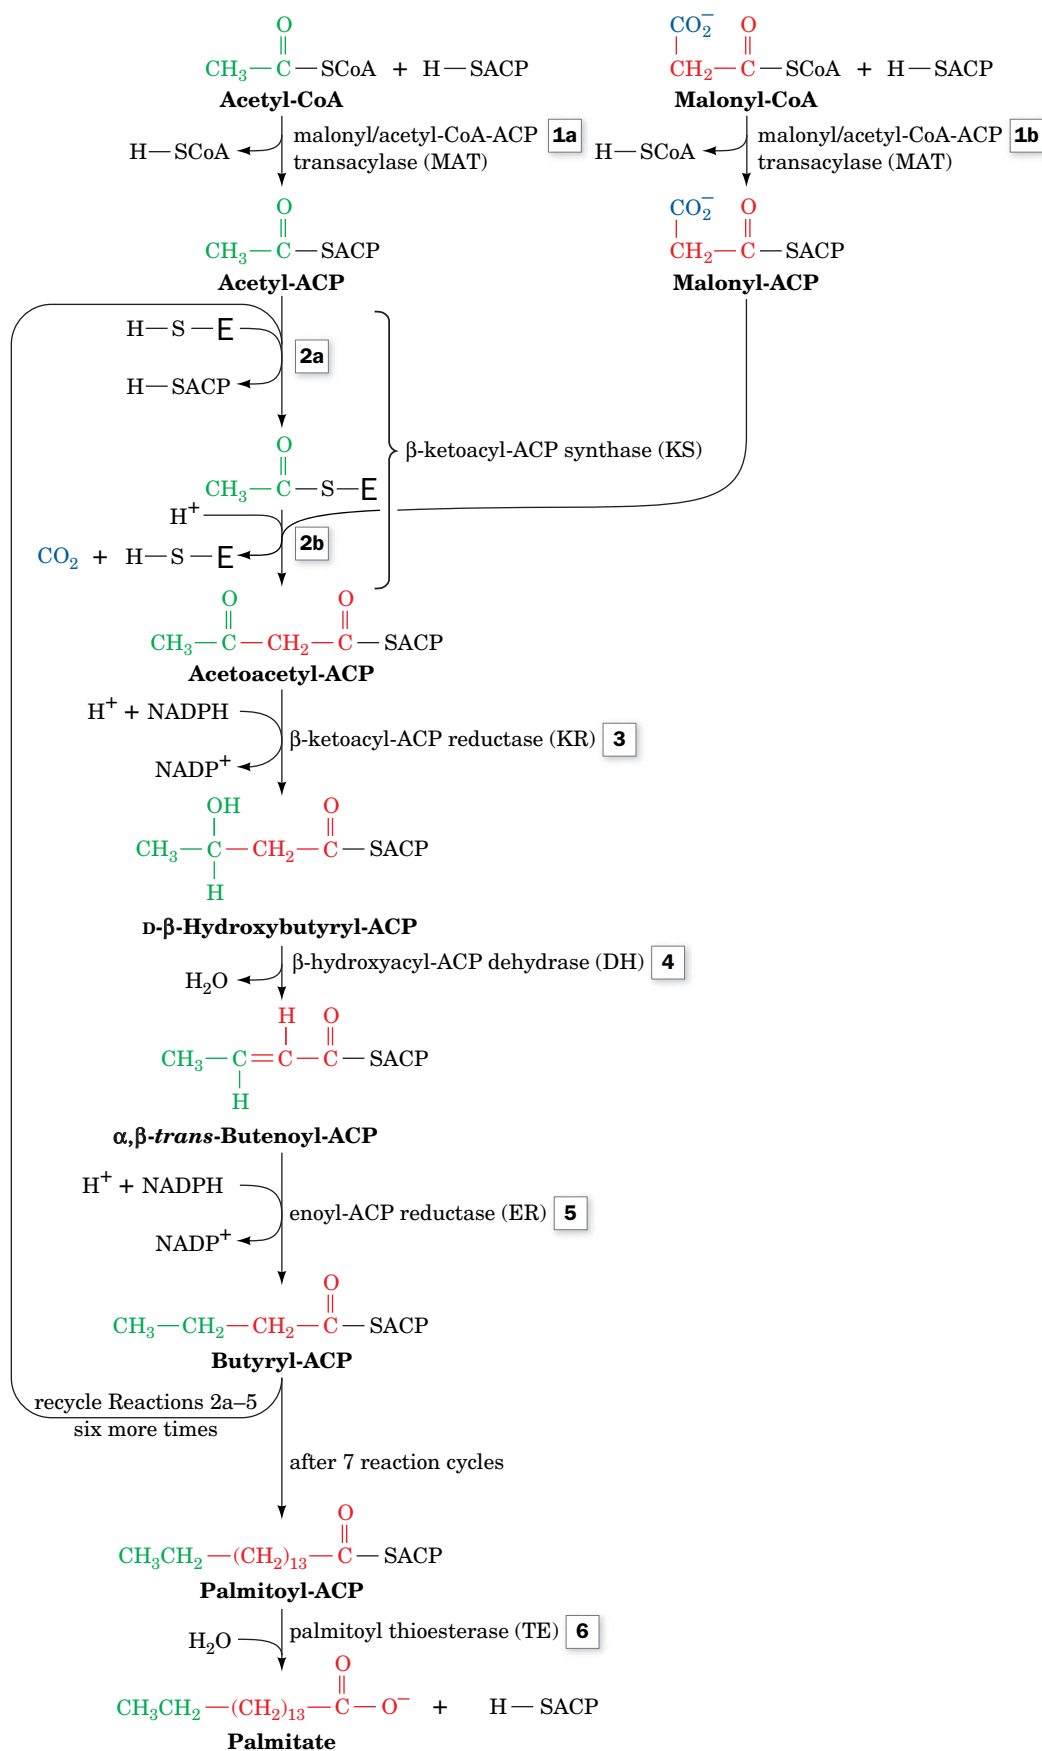 O
CH₃—C—SCoA + H—SACP
Acetyl-CoA
CO₂⁻ O
CH₂—C—SCoA + H—SACP
Malonyl-CoA
H—SCoA
malonyl/acetyl-CoA-ACP 1a
transacylase (MAT)
H—SCoA
malonyl/acetyl-CoA-ACP 1b
transacylase (MAT)
O
CH₃—C—SACP
Acetyl-ACP
CO₂⁻ O
CH₂—C—SACP
Malonyl-ACP
H—S—E
2a
H—SACP
β-ketoacyl-ACP synthase (KS)
O
CH₃—C—S—E
H⁺
2b
CO₂ + H—S—E
O O
CH₃—C—CH₂—C—SACP
Acetoacetyl-ACP
H⁺ + NADPH
β-ketoacyl-ACP reductase (KR) 3
NADP⁺
OH O
CH₃—C—CH₂—C—SACP
H
D-β-Hydroxybutyryl-ACP
β-hydroxyacyl-ACP dehydrase (DH) 4
H₂O
H O
CH₃—C=C—C—SACP
H
α,β-trans-Butenoyl-ACP
H⁺ + NADPH
enoyl-ACP reductase (ER) 5
NADP⁺
O
CH₃—CH₂—CH₂—C—SACP
Butyryl-ACP
recycle Reactions 2a–5
six more times
after 7 reaction cycles
O
CH₃CH₂—(CH₂)₁₃—C—SACP
Palmitoyl-ACP
H₂O
palmitoyl thioesterase (TE) 6
O
CH₃CH₂—(CH₂)₁₃—C—O⁻ + H—SACP
Palmitate